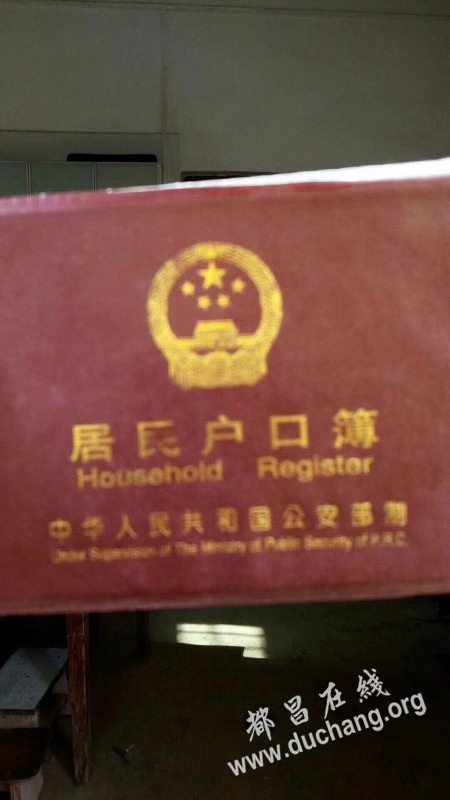 居民户口簿
Household Register
中华人民共和国公安部制
Under Supervision of The Ministry of Public Security of P.R.C.
都昌在线
www.duchang.org